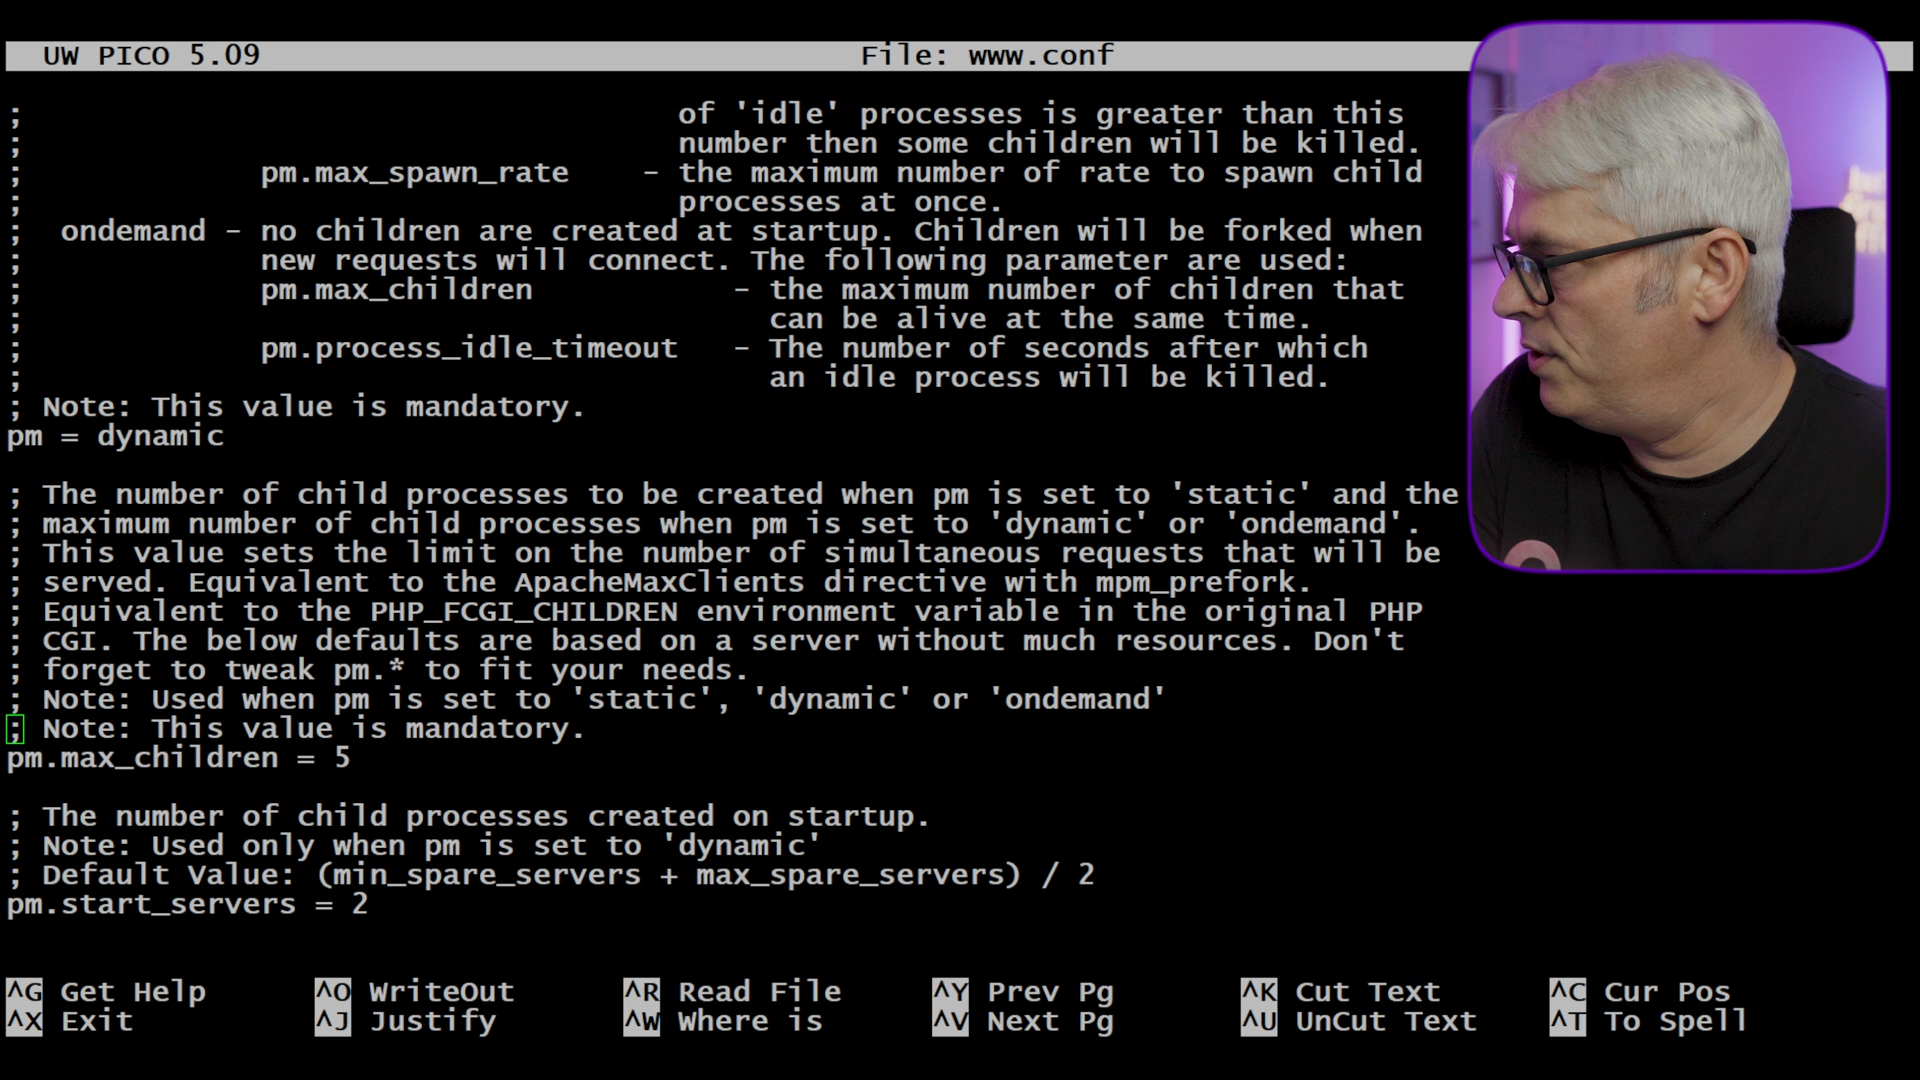 UW PICO 5.09 File: www.conf
; of 'idle' processes is greater than this
; number then some children will be killed.
; pm.max_spawn_rate - the maximum number of rate to spawn child
; processes at once.
; ondemand - no children are created at startup. Children will be forked when
; new requests will connect. The following parameter are used:
; pm.max_children - the maximum number of children that
; can be alive at the same time.
; pm.process_idle_timeout - The number of seconds after which
; an idle process will be killed.
; Note: This value is mandatory.
pm = dynamic
; The number of child processes to be created when pm is set to 'static' and the
; maximum number of child processes when pm is set to 'dynamic' or 'ondemand'.
; This value sets the limit on the number of simultaneous requests that will be
; served. Equivalent to the ApacheMaxClients directive with mpm_prefork.
; Equivalent to the PHP_FCGI_CHILDREN environment variable in the original PHP
; CGI. The below defaults are based on a server without much resources. Don't
; forget to tweak pm.* to fit your needs.
; Note: Used when pm is set to 'static', 'dynamic' or 'ondemand'
; Note: This value is mandatory.
pm.max_children = 5
; The number of child processes created on startup.
; Note: Used only when pm is set to 'dynamic'
; Default Value: (min_spare_servers + max_spare_servers) / 2
pm.start_servers = 2
^G Get Help ^O WriteOut ^R Read File ^Y Prev Pg ^K Cut Text ^C Cur Pos
^X Exit ^J Justify ^W Where is ^V Next Pg ^U UnCut Text ^T To Spell